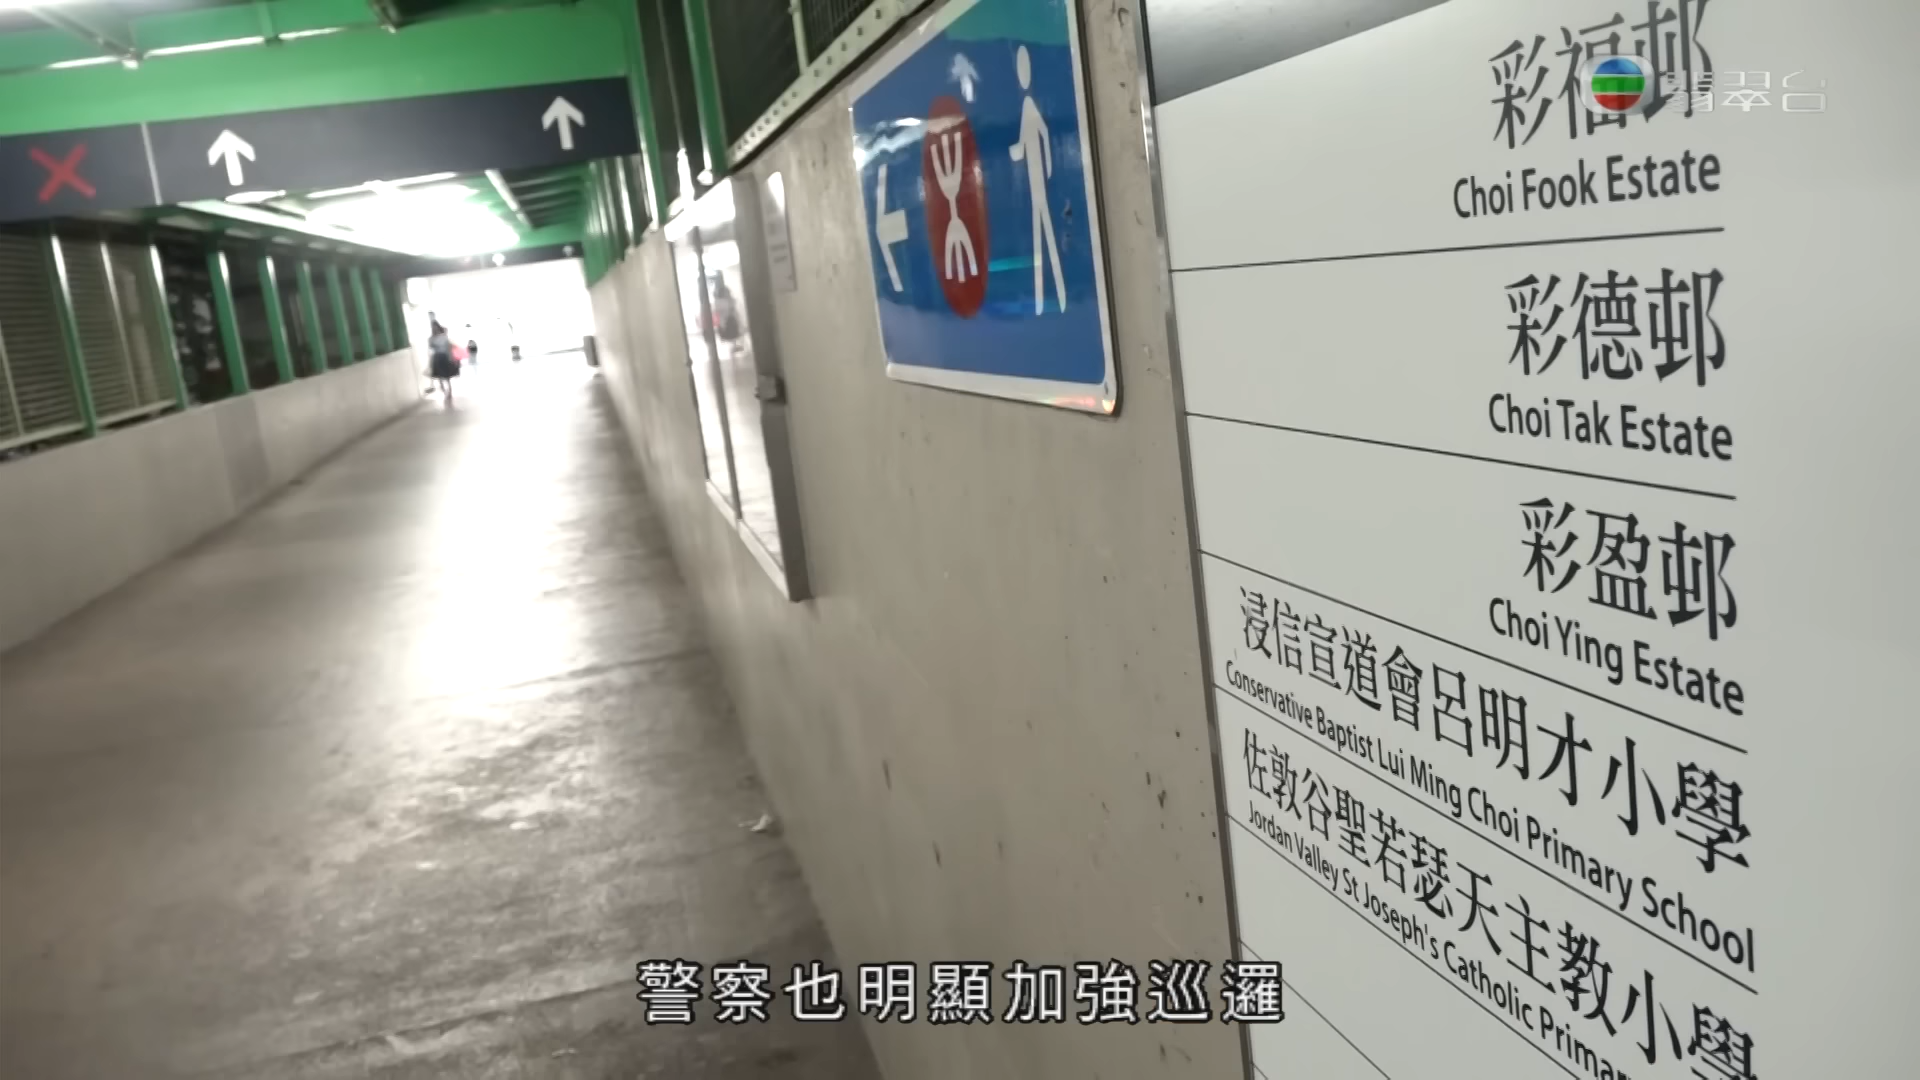 彩福邨
翡翠台
Choi Fook Estate
彩德邨
Choi Tak Estate
彩盈邨
Choi Ying Estate
浸信宣道會呂明才小學
Conservative Baptist Lui Ming Choi Primary School
佐敦谷聖若瑟天主教小學
Jordan Valley St Joseph's Catholic Primary
警察也明顯加強巡邏